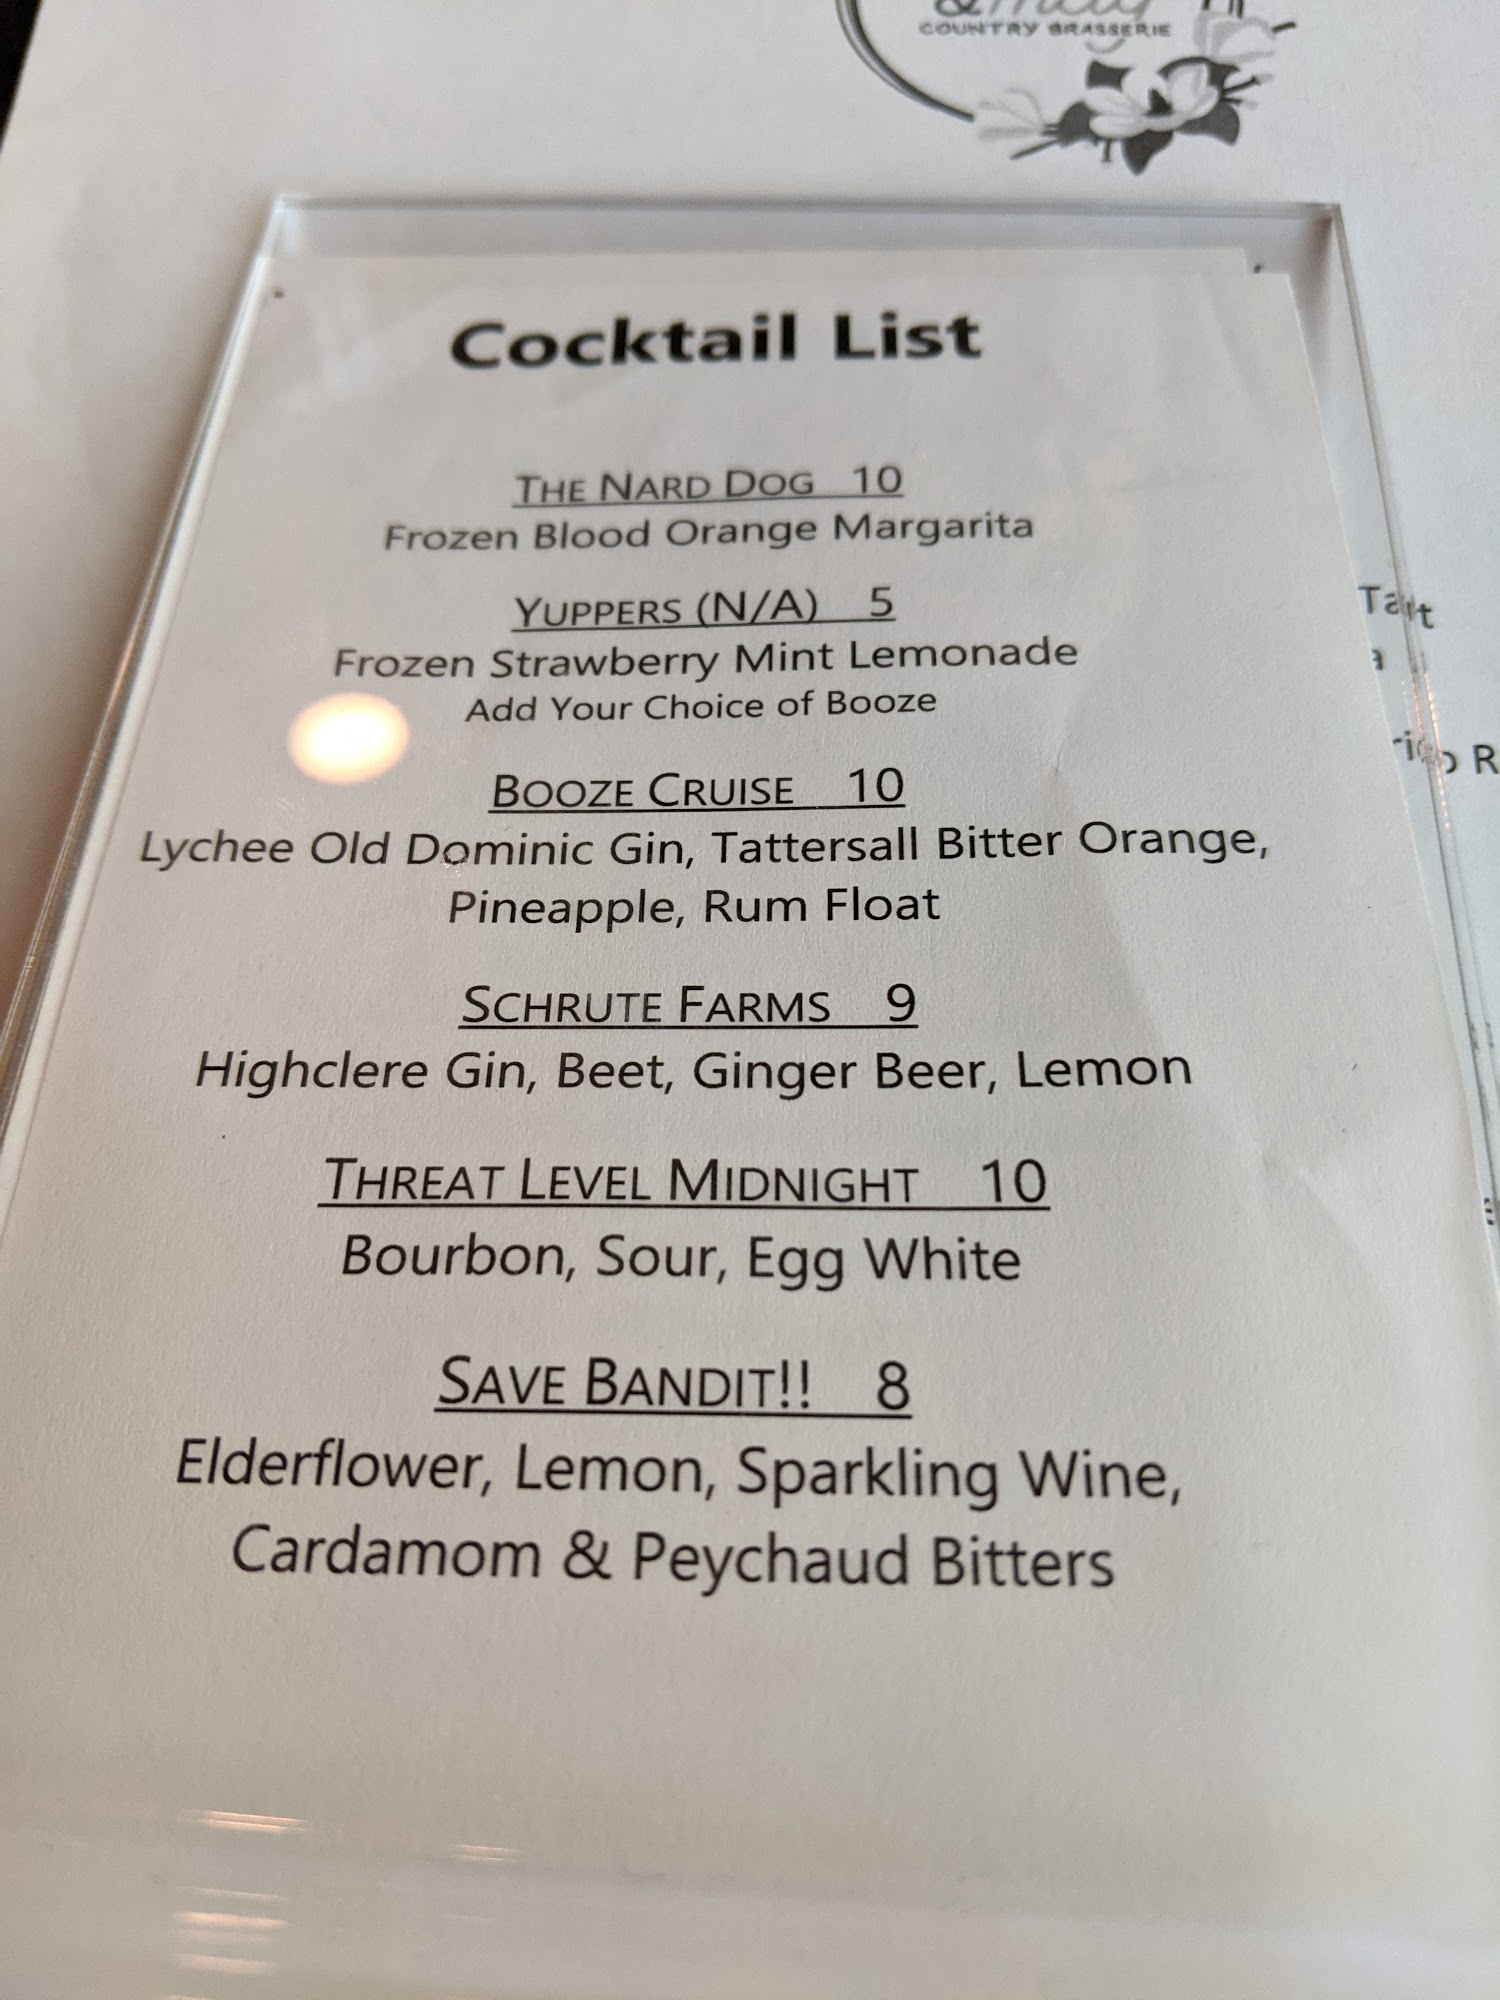 COUNTRY BRASSERIE
Cocktail List
THE NARD DOG 10
Frozen Blood Orange Margarita
YUPPERS (N/A) 5
Frozen Strawberry Mint Lemonade
Add Your Choice of Booze
BOOZE CRUISE 10
Lychee Old Dominic Gin, Tattersall Bitter Orange,
Pineapple, Rum Float
SCHRUTE FARMS 9
Highclere Gin, Beet, Ginger Beer, Lemon
THREAT LEVEL MIDNIGHT 10
Bourbon, Sour, Egg White
SAVE BANDIT!! 8
Elderflower, Lemon, Sparkling Wine,
Cardamom & Peychaud Bitters